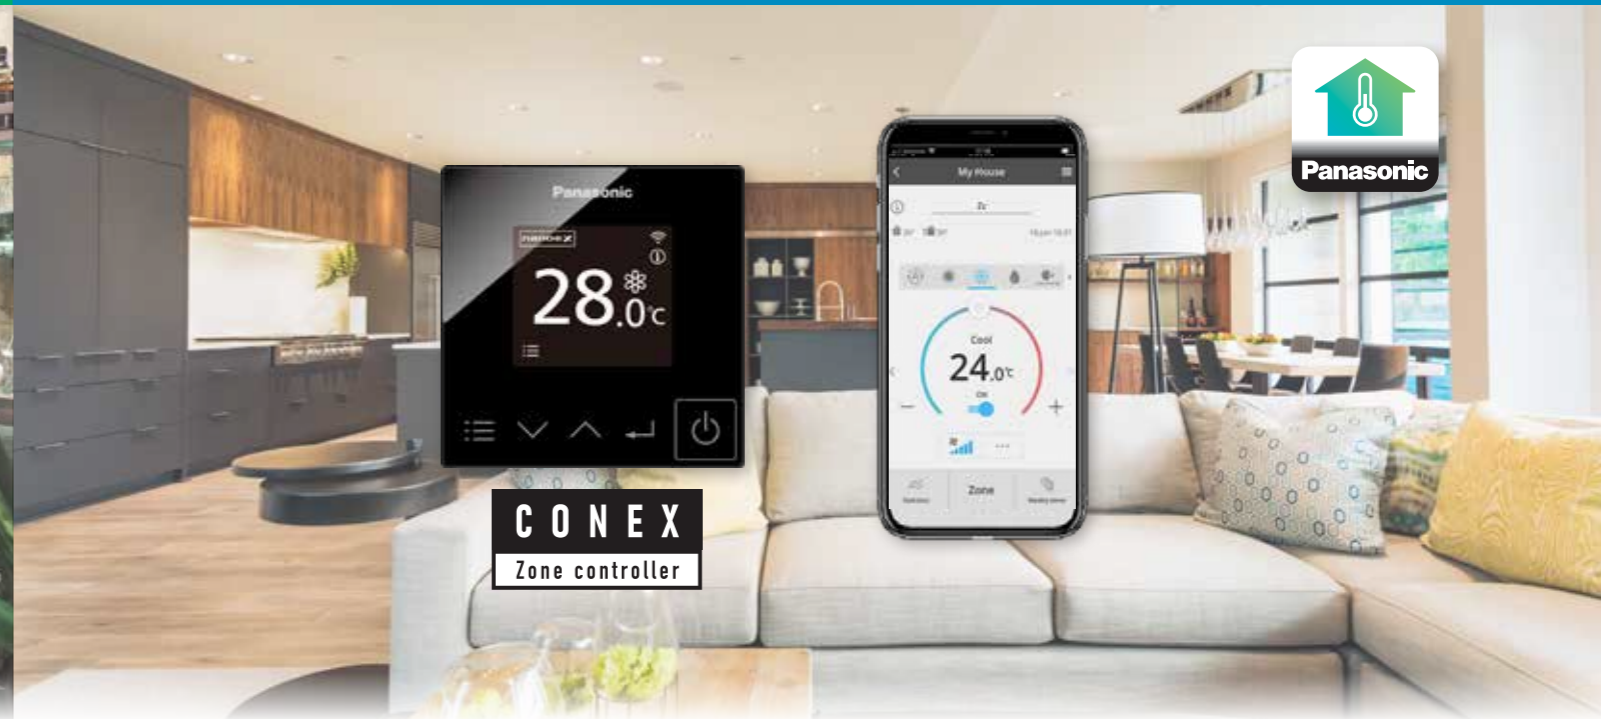 Panasonic
28.0℃
CONEX
Zone controller
My House
Cool
24.0℃
Zone
Panasonic